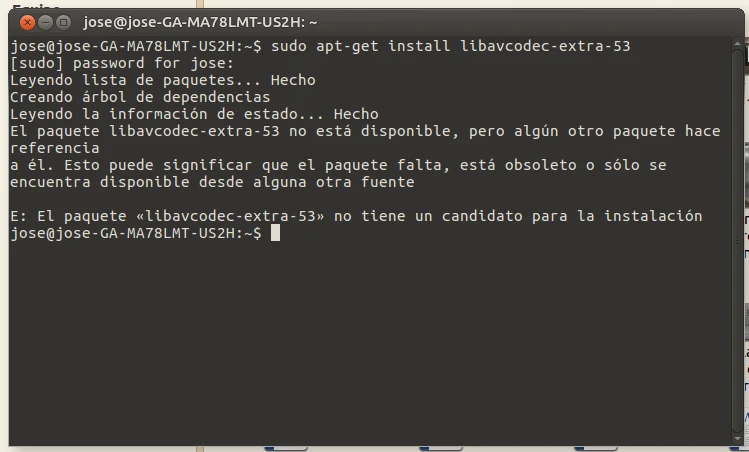 jose@jose-GA-MA78LMT-US2H: ~
jose@jose-GA-MA78LMT-US2H:~$ sudo apt-get install libavcodec-extra-53
[sudo] password for jose:
Leyendo lista de paquetes... Hecho
Creando árbol de dependencias
Leyendo la información de estado... Hecho
El paquete libavcodec-extra-53 no está disponible, pero algún otro paquete hace
referencia
a él. Esto puede significar que el paquete falta, está obsoleto o sólo se
encuentra disponible desde alguna otra fuente
E: El paquete «libavcodec-extra-53» no tiene un candidato para la instalación
jose@jose-GA-MA78LMT-US2H:~$